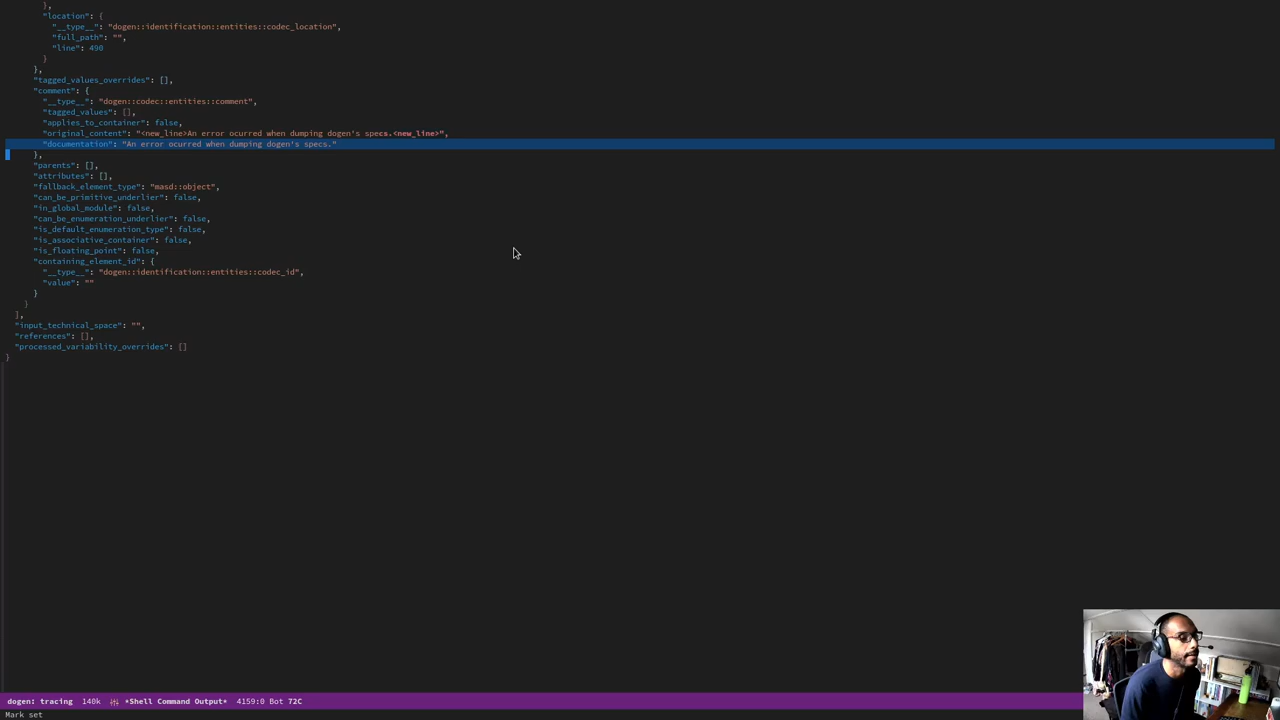 },
"location": {
"__type__": "dogen::identification::entities::codec_location",
"full_path": "",
"line": 490
}
},
"tagged_values_overrides": [],
"comment": {
"__type__": "dogen::codec::entities::comment",
"tagged_values": [],
"applies_to_container": false,
"original_content": "<new_line>An error ocurred when dumping dogen's specs.<new_line>",
"documentation": "An error ocurred when dumping dogen's specs."
},
"parents": [],
"attributes": [],
"fallback_element_type": "masd::object",
"can_be_primitive_underlier": false,
"in_global_module": false,
"can_be_enumeration_underlier": false,
"is_default_enumeration_type": false,
"is_associative_container": false,
"is_floating_point": false,
"containing_element_id": {
"__type__": "dogen::identification::entities::codec_id",
"value": ""
}
}
],
"input_technical_space": "",
"references": [],
"processed_variability_overrides": []
}
dogen: tracing 140k *Shell Command Output* 4159:0 Bot 72C
Mark set